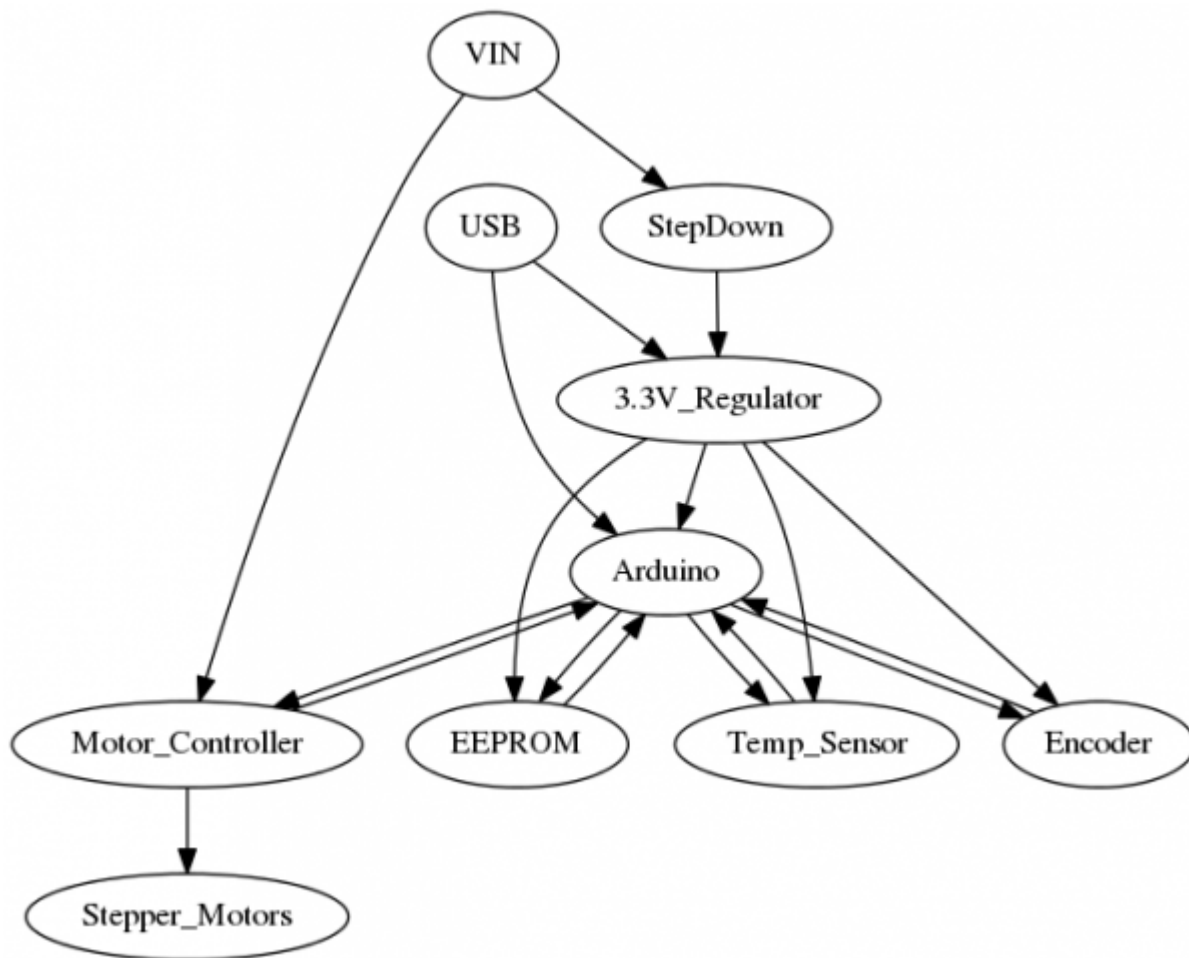 VIN
USB
StepDown
3.3V_Regulator
Arduino
Motor_Controller
EEPROM
Temp_Sensor
Encoder
Stepper_Motors